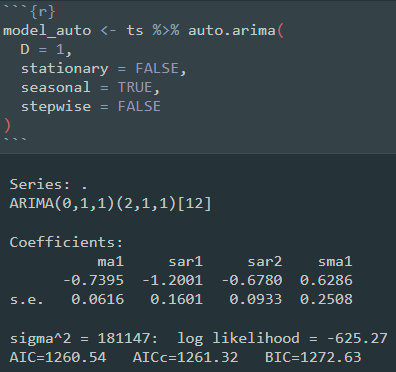 ```{r}
model_auto <- ts %>% auto.arima(
  D = 1,
  stationary = FALSE,
  seasonal = TRUE,
  stepwise = FALSE
)
```
Series: .
ARIMA(0,1,1)(2,1,1)[12]
Coefficients:
          ma1     sar1     sar2    sma1
      -0.7395  -1.2001  -0.6780  0.6286
s.e.   0.0616   0.1601   0.0933  0.2508
sigma^2 = 181147:  log likelihood = -625.27
AIC=1260.54   AICc=1261.32   BIC=1272.63